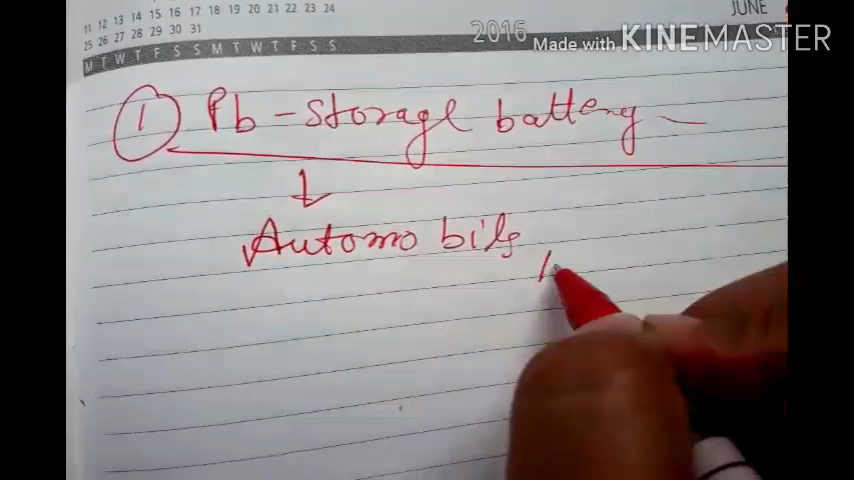 11 12 13 14 15 16 17 18 19 20 21 22 23 24
25 26 27 28 29 30 31
M T W T F S S M T W T F S S
2016
JUNE
Made with KINEMASTER
1 Pb - Storage battery -
Automobils